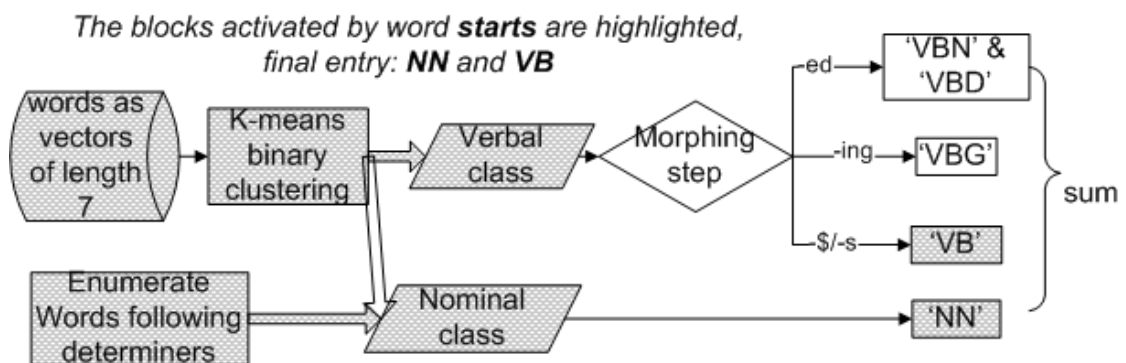 The blocks activated by word starts are highlighted,
final entry: NN and VB
words as
vectors
of length
7
K-means
binary
clustering
Verbal
class
Morphing
step
-ed
'VBN' &
'VBD'
-ing
'VBG'
-$/-s
'VB'
sum
Enumerate
Words following
determiners
Nominal
class
'NN'